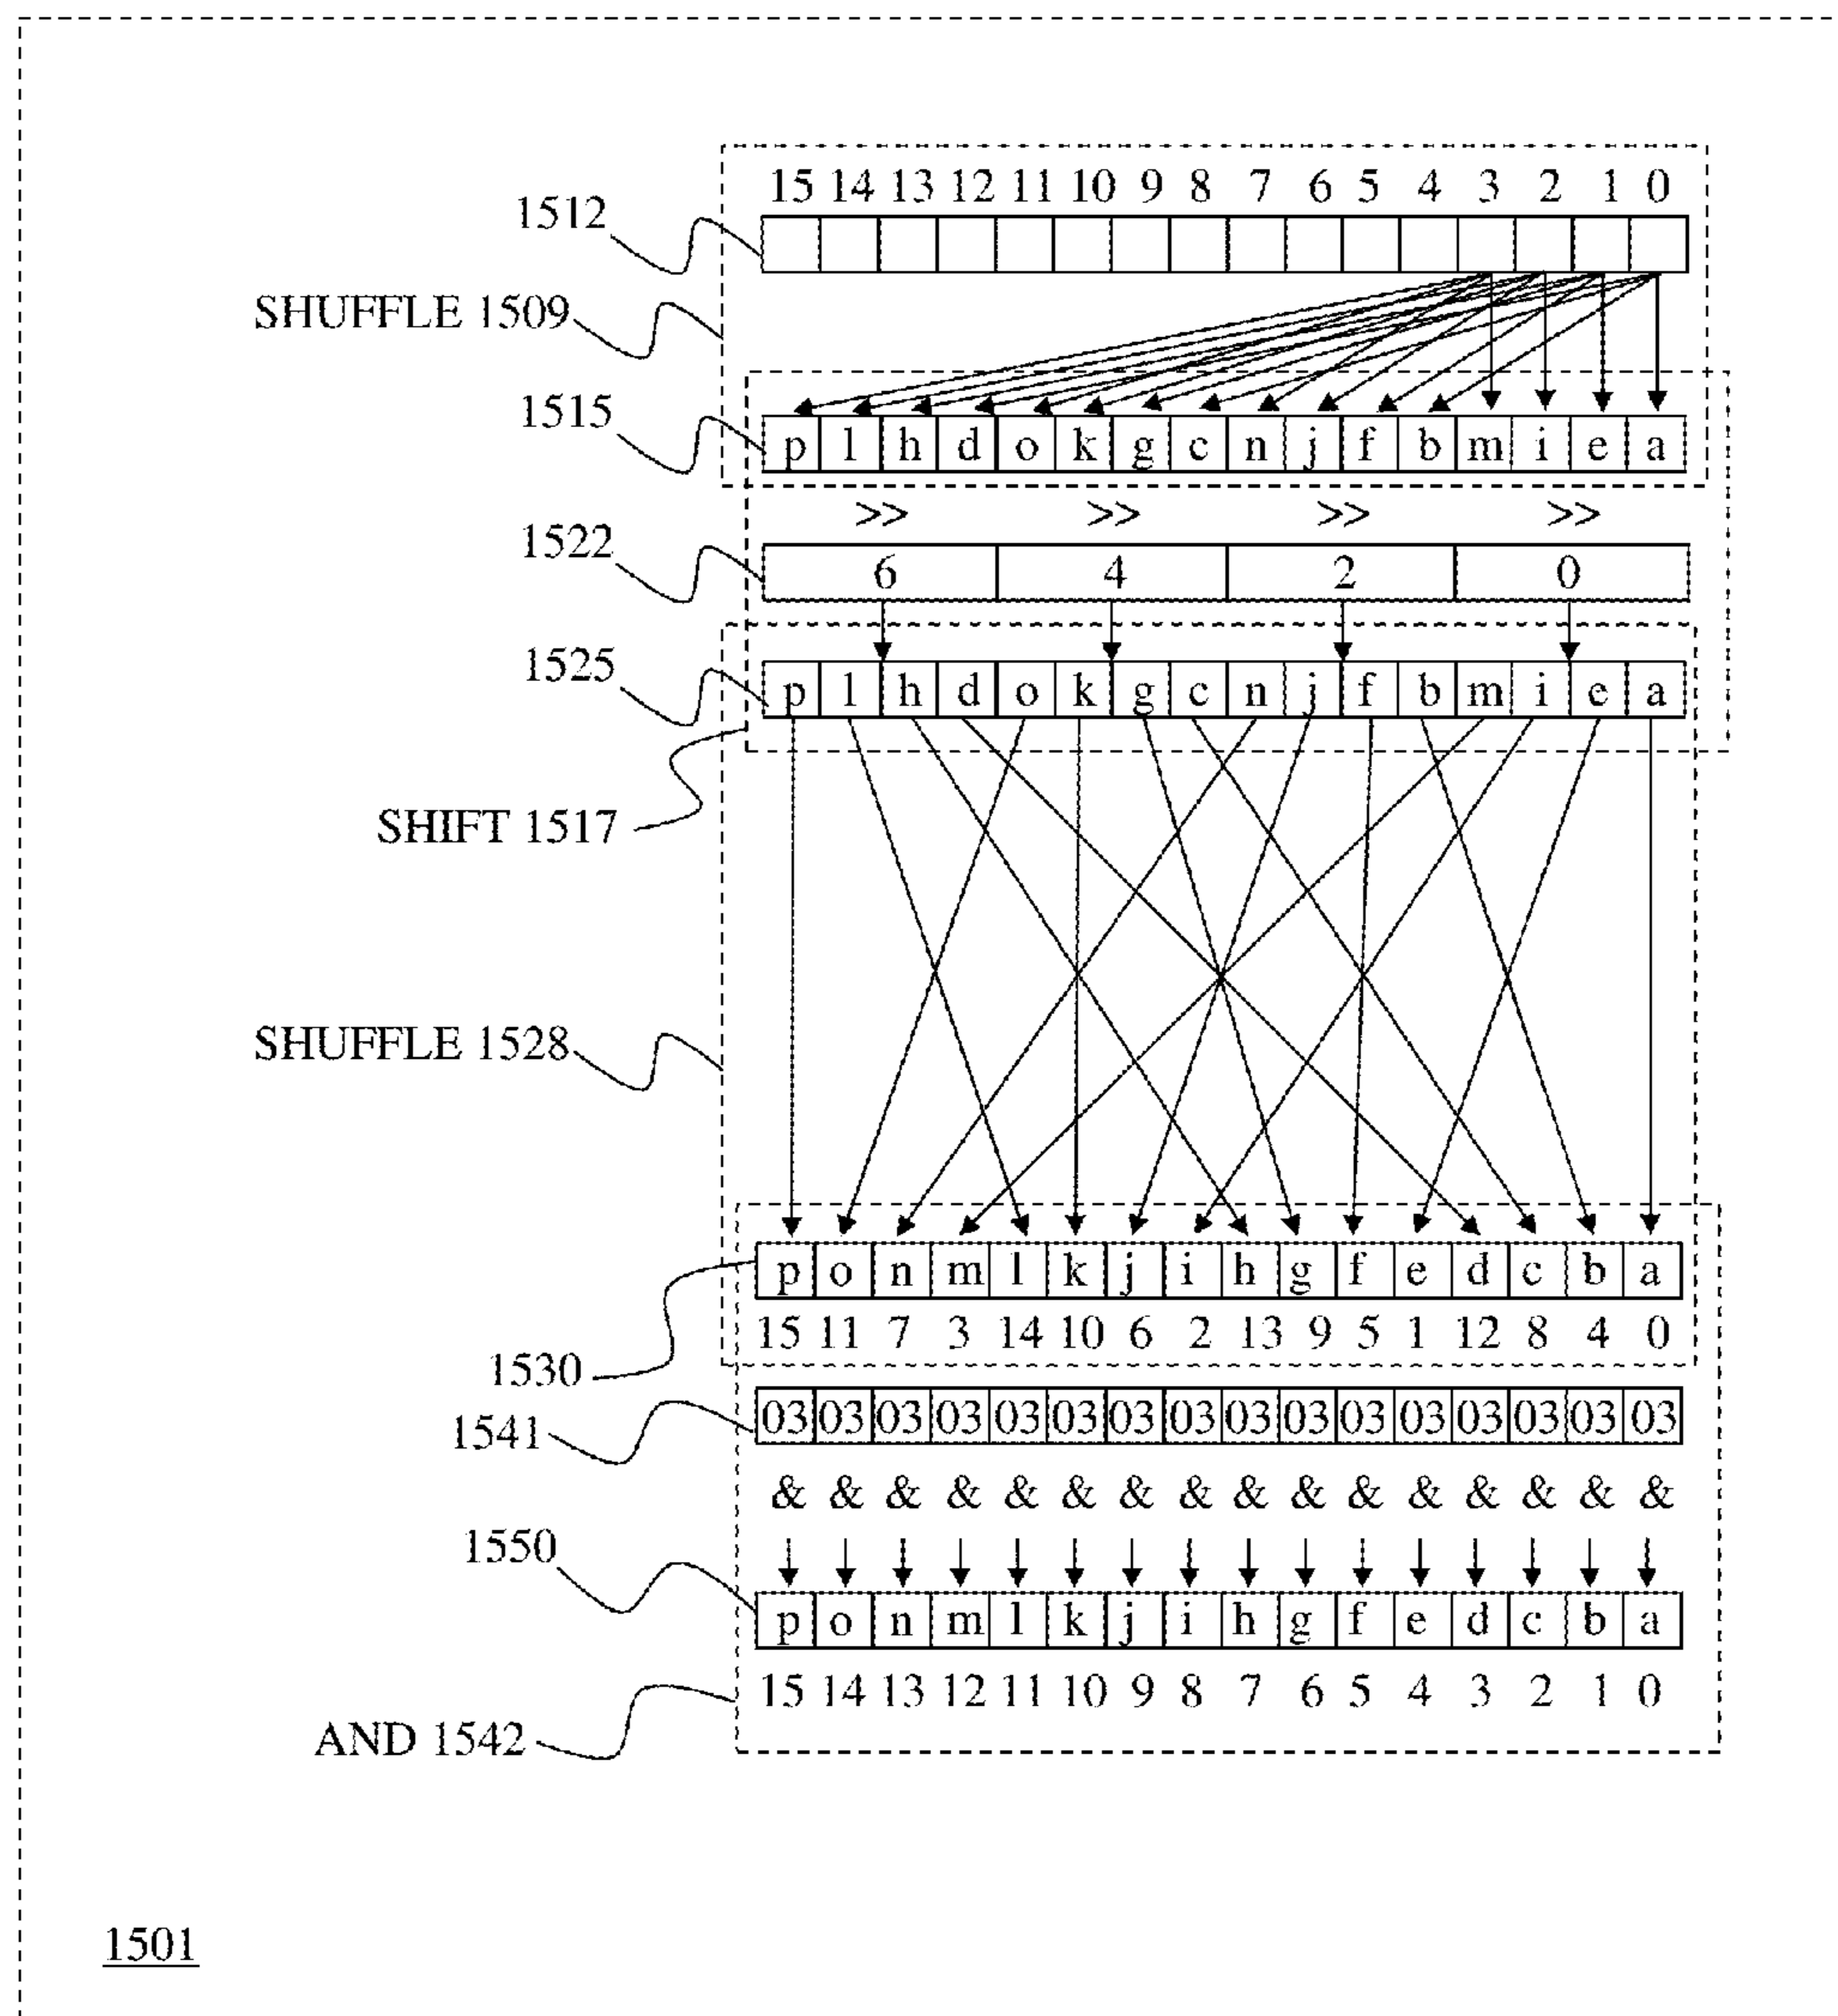 15 14 13 12 11 10 9 8 7 6 5 4 3 2 1 0
1512
SHUFFLE 1509
1515
p l h d o k g c n j f b m i e a
>> >> >> >>
1522
6 4 2 0
1525
p l h d o k g c n j f b m i e a
SHIFT 1517
SHUFFLE 1528
p o n m l k j i h g f e d c b a
15 11 7 3 14 10 6 2 13 9 5 1 12 8 4 0
1530
03 03 03 03 03 03 03 03 03 03 03 03 03 03 03 03
1541
& & & & & & & & & & & & & & & &
1550
p o n m l k j i h g f e d c b a
15 14 13 12 11 10 9 8 7 6 5 4 3 2 1 0
AND 1542
1501